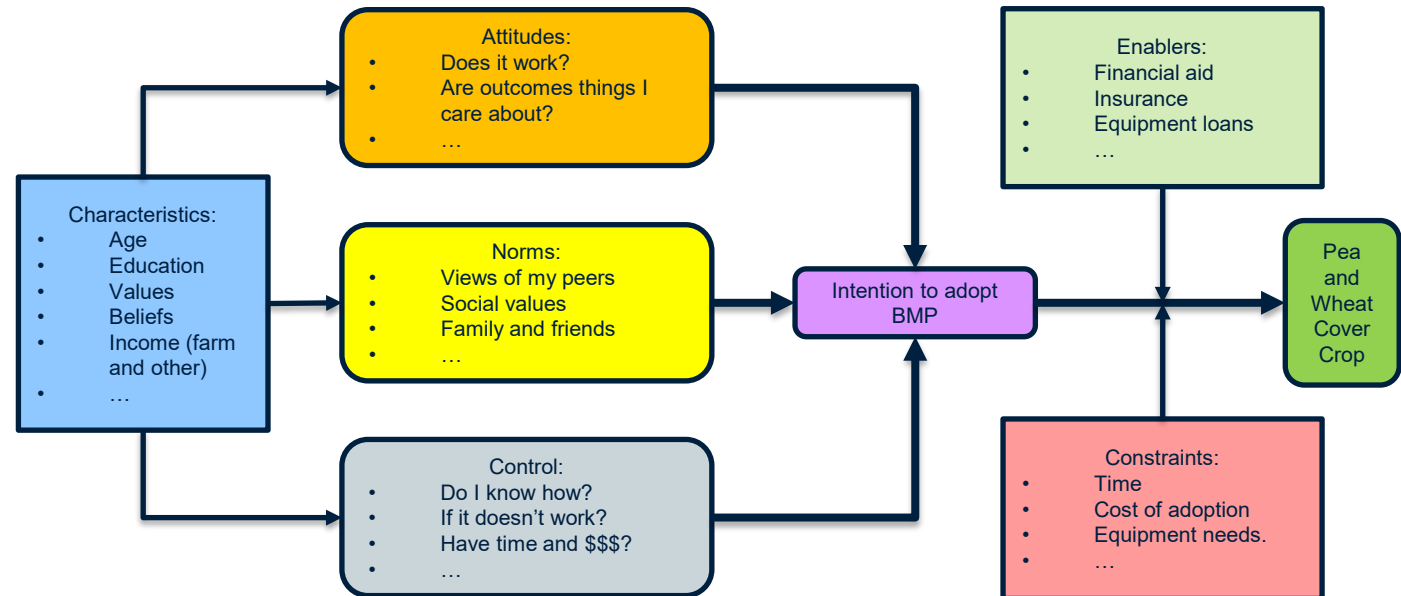 Characteristics:
• Age
• Education
• Values
• Beliefs
• Income (farm
and other)
• …
Attitudes:
• Does it work?
• Are outcomes things I
care about?
• …
Norms:
• Views of my peers
• Social values
• Family and friends
• …
Control:
• Do I know how?
• If it doesn’t work?
• Have time and $$$?
• …
Intention to adopt
BMP
Enablers:
• Financial aid
• Insurance
• Equipment loans
• …
Constraints:
• Time
• Cost of adoption
• Equipment needs.
• …
Pea
and
Wheat
Cover
Crop